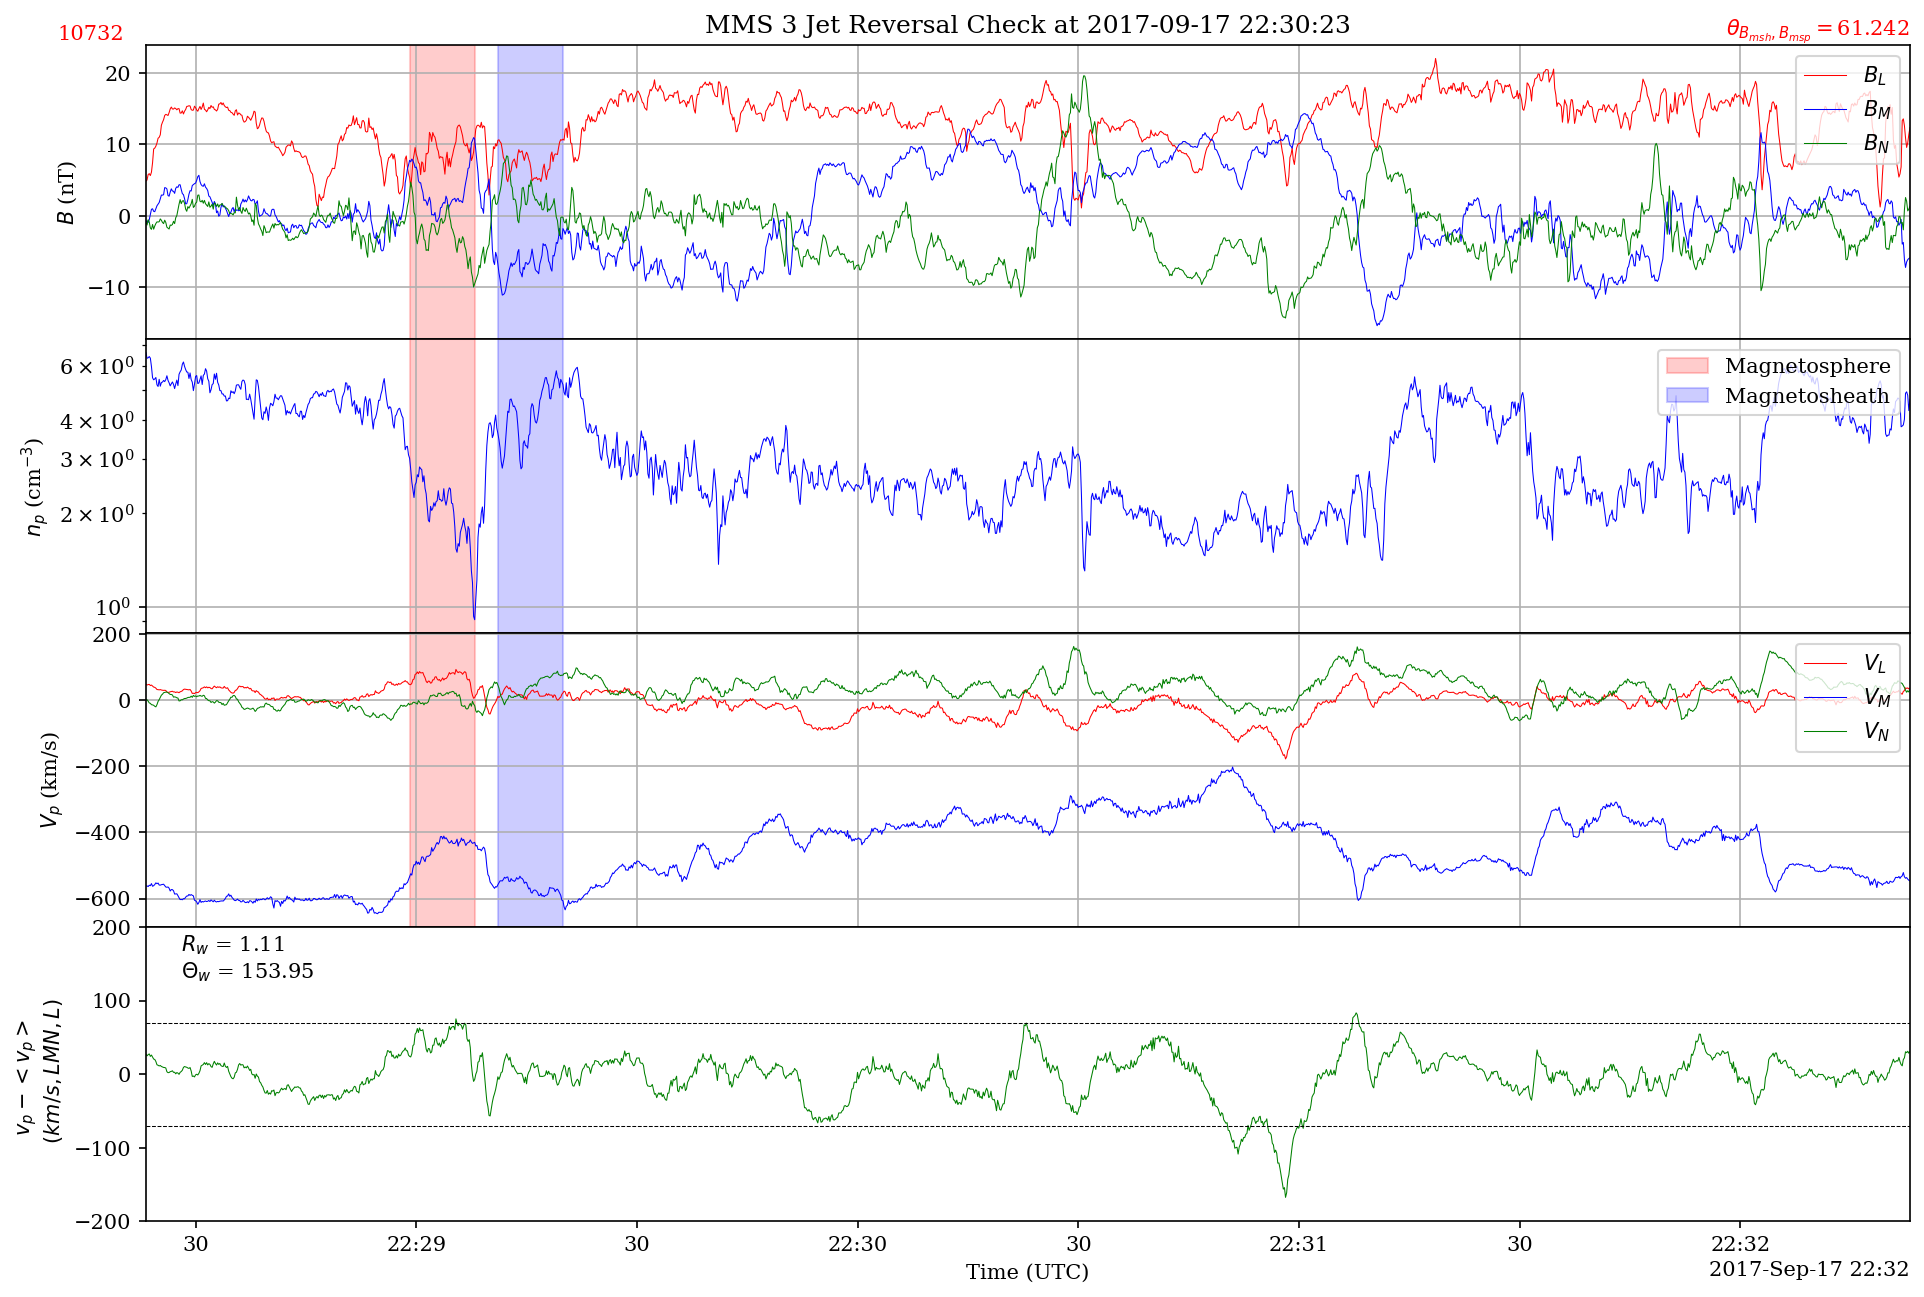 MMS 3 Jet Reversal Check at 2017-09-17 22:30:23
10732
θ_{B_{msh}, B_{msp}} = 61.242
20
10
0
−10
B (nT)
B_L
B_M
B_N
6 × 10^0
4 × 10^0
3 × 10^0
2 × 10^0
10^0
n_p (cm^{−3})
Magnetosphere
Magnetosheath
200
0
−200
−400
−600
V_p (km/s)
V_L
V_M
V_N
200
100
0
−100
−200
v_p − < v_p >
(km/s, LMN, L)
R_w = 1.11
Θ_w = 153.95
30
22:29
30
22:30
30
22:31
30
22:32
Time (UTC)
2017-Sep-17 22:32